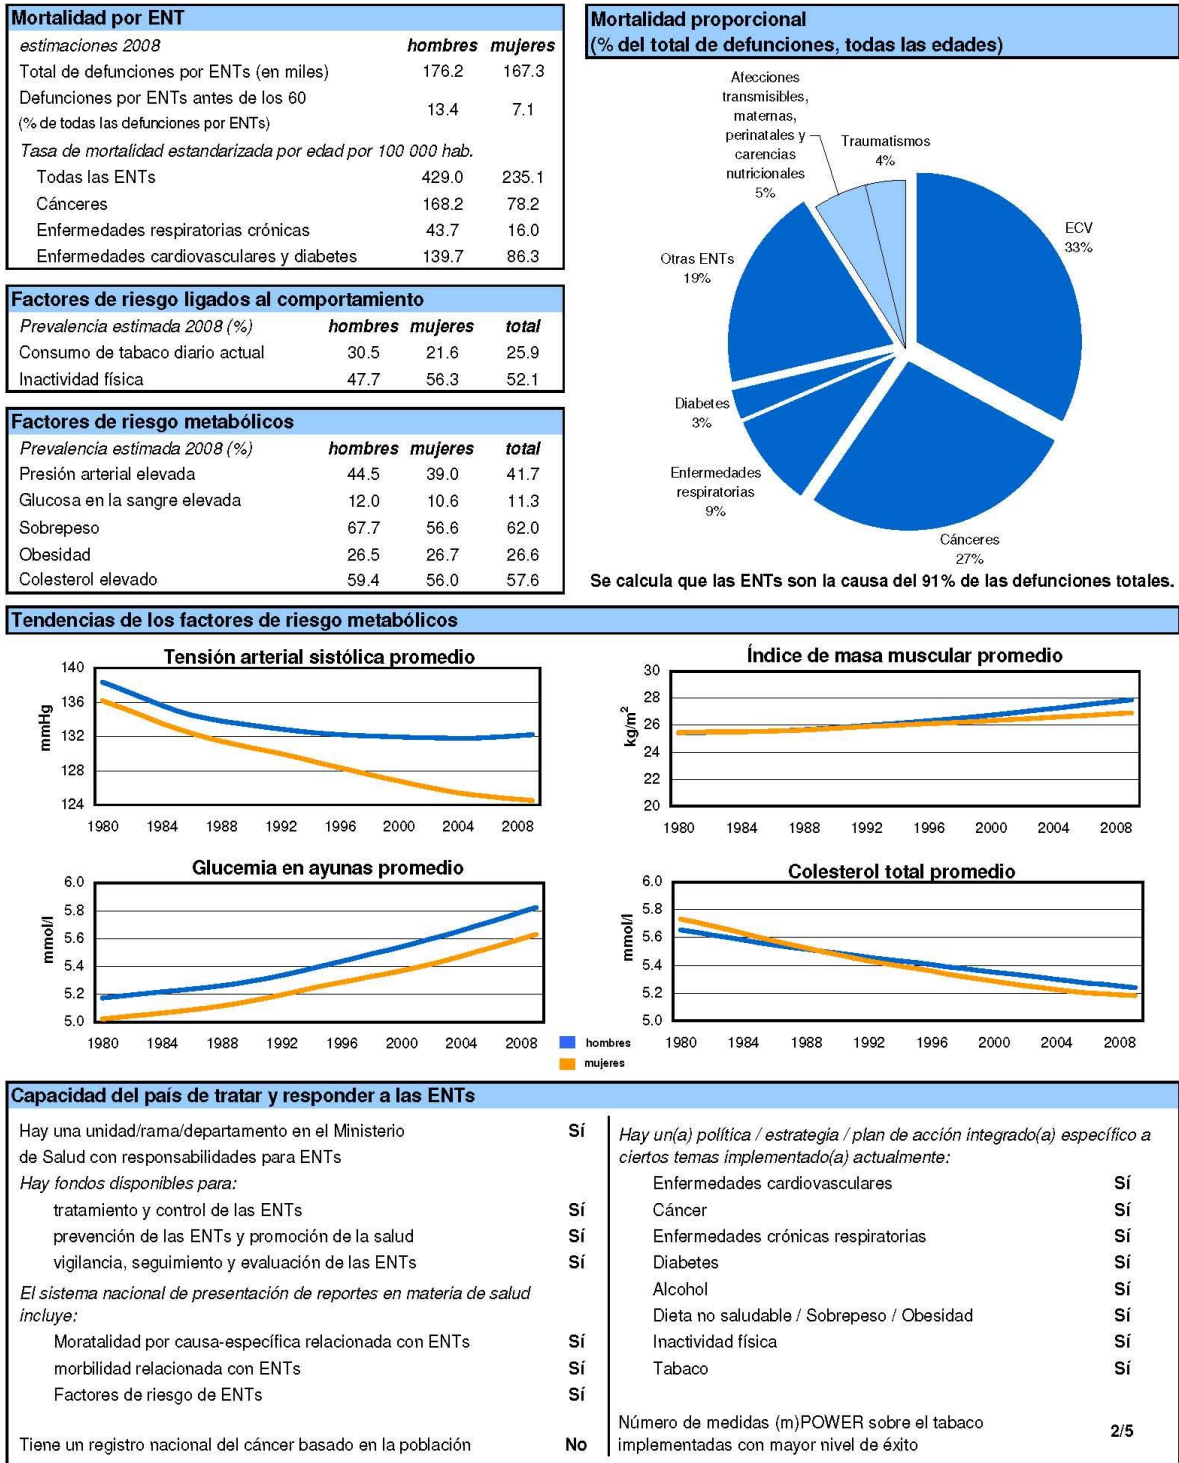 Mortalidad por ENT
estimaciones 2008 hombres mujeres
Total de defunciones por ENTs (en miles) 176.2 167.3
Defunciones por ENTs antes de los 60
(% de todas las defunciones por ENTs) 13.4 7.1
Tasa de mortalidad estandarizada por edad por 100 000 hab.
Todas las ENTs 429.0 235.1
Cánceres 168.2 78.2
Enfermedades respiratorias crónicas 43.7 16.0
Enfermedades cardiovasculares y diabetes 139.7 86.3
Factores de riesgo ligados al comportamiento
Prevalencia estimada 2008 (%) hombres mujeres total
Consumo de tabaco diario actual 30.5 21.6 25.9
Inactividad física 47.7 56.3 52.1
Factores de riesgo metabólicos
Prevalencia estimada 2008 (%) hombres mujeres total
Presión arterial elevada 44.5 39.0 41.7
Glucosa en la sangre elevada 12.0 10.6 11.3
Sobrepeso 67.7 56.6 62.0
Obesidad 26.5 26.7 26.6
Colesterol elevado 59.4 56.0 57.6
Mortalidad proporcional
(% del total de defunciones, todas las edades)
Afecciones
transmisibles,
maternas,
perinatales y
carencias
nutricionales
5%
Traumatismos
4%
ECV
33%
Otras ENTs
19%
Diabetes
3%
Enfermedades
respiratorias
9%
Cánceres
27%
Se calcula que las ENTs son la causa del 91% de las defunciones totales.
Tendencias de los factores de riesgo metabólicos
Tensión arterial sistólica promedio
mmHg
140
136
132
128
124
1980 1984 1988 1992 1996 2000 2004 2008
Índice de masa muscular promedio
kg/m²
30
28
26
24
22
20
1980 1984 1988 1992 1996 2000 2004 2008
Glucemia en ayunas promedio
mmol/l
6.0
5.8
5.6
5.4
5.2
5.0
1980 1984 1988 1992 1996 2000 2004 2008
hombres
mujeres
Colesterol total promedio
mmol/l
6.0
5.8
5.6
5.4
5.2
5.0
1980 1984 1988 1992 1996 2000 2004 2008
Capacidad del país de tratar y responder a las ENTs
Hay una unidad/rama/departamento en el Ministerio Sí
de Salud con responsabilidades para ENTs
Hay fondos disponibles para:
tratamiento y control de las ENTs Sí
prevención de las ENTs y promoción de la salud Sí
vigilancia, seguimiento y evaluación de las ENTs Sí
El sistema nacional de presentación de reportes en materia de salud
incluye:
Moratalidad por causa-específica relacionada con ENTs Sí
morbilidad relacionada con ENTs Sí
Factores de riesgo de ENTs Sí
Tiene un registro nacional del cáncer basado en la población No
Hay un(a) política / estrategia / plan de acción integrado(a) específico a
ciertos temas implementado(a) actualmente:
Enfermedades cardiovasculares Sí
Cáncer Sí
Enfermedades crónicas respiratorias Sí
Diabetes Sí
Alcohol Sí
Dieta no saludable / Sobrepeso / Obesidad Sí
Inactividad física Sí
Tabaco Sí
Número de medidas (m)POWER sobre el tabaco
implementadas con mayor nivel de éxito 2/5